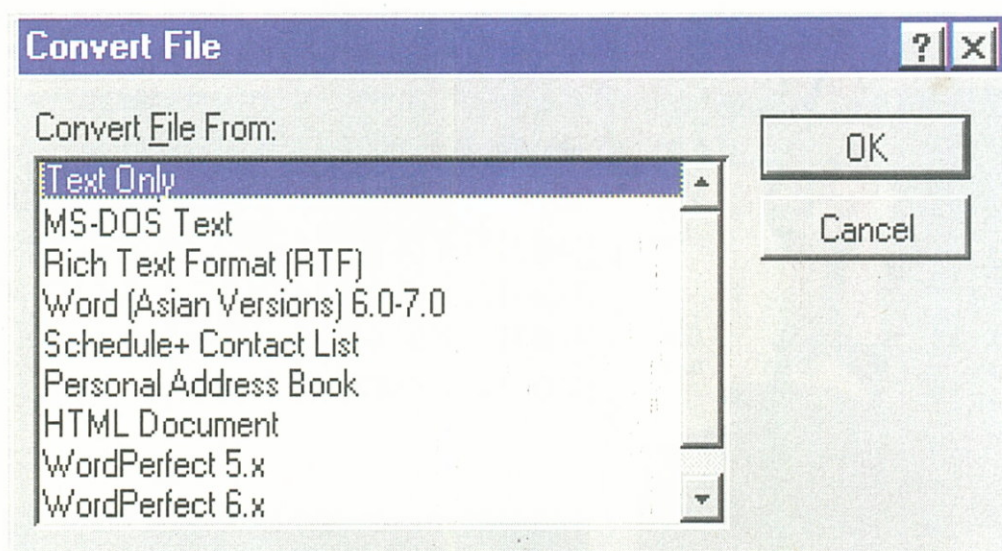 Convert File
Convert File From:
Text Only
MS-DOS Text
Rich Text Format (RTF)
Word (Asian Versions) 6.0-7.0
Schedule+ Contact List
Personal Address Book
HTML Document
WordPerfect 5.x
WordPerfect 6.x
OK
Cancel